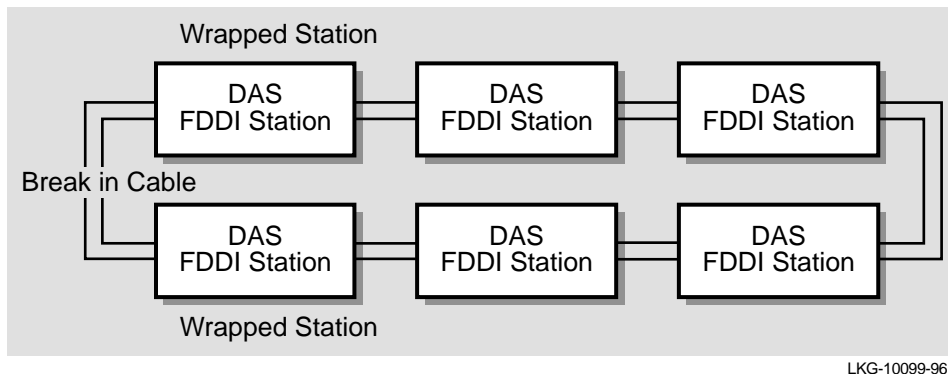 Wrapped Station
DAS
FDDI Station
DAS
FDDI Station
DAS
FDDI Station
Break in Cable
DAS
FDDI Station
DAS
FDDI Station
DAS
FDDI Station
Wrapped Station
LKG-10099-96